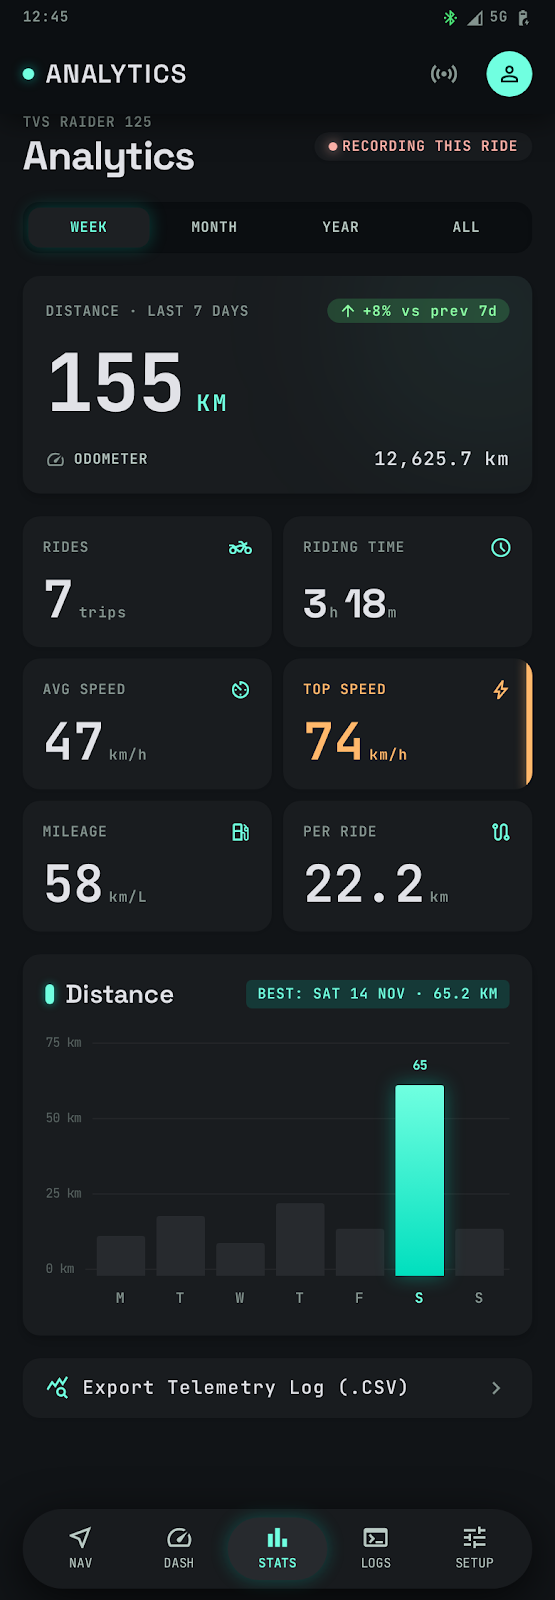 12:45 5G
ANALYTICS
TVS RAIDER 125
Analytics
RECORDING THIS RIDE
WEEK MONTH YEAR ALL
DISTANCE · LAST 7 DAYS
↑ +8% vs prev 7d
155 KM
ODOMETER 12,625.7 km
RIDES
7 trips
RIDING TIME
3h 18m
AVG SPEED
47 km/h
TOP SPEED
74 km/h
MILEAGE
58 km/L
PER RIDE
22.2 km
Distance
BEST: SAT 14 NOV · 65.2 KM
75 km
65
50 km
25 km
0 km
M T W T F S S
Export Telemetry Log (.CSV)
NAV DASH STATS LOGS SETUP